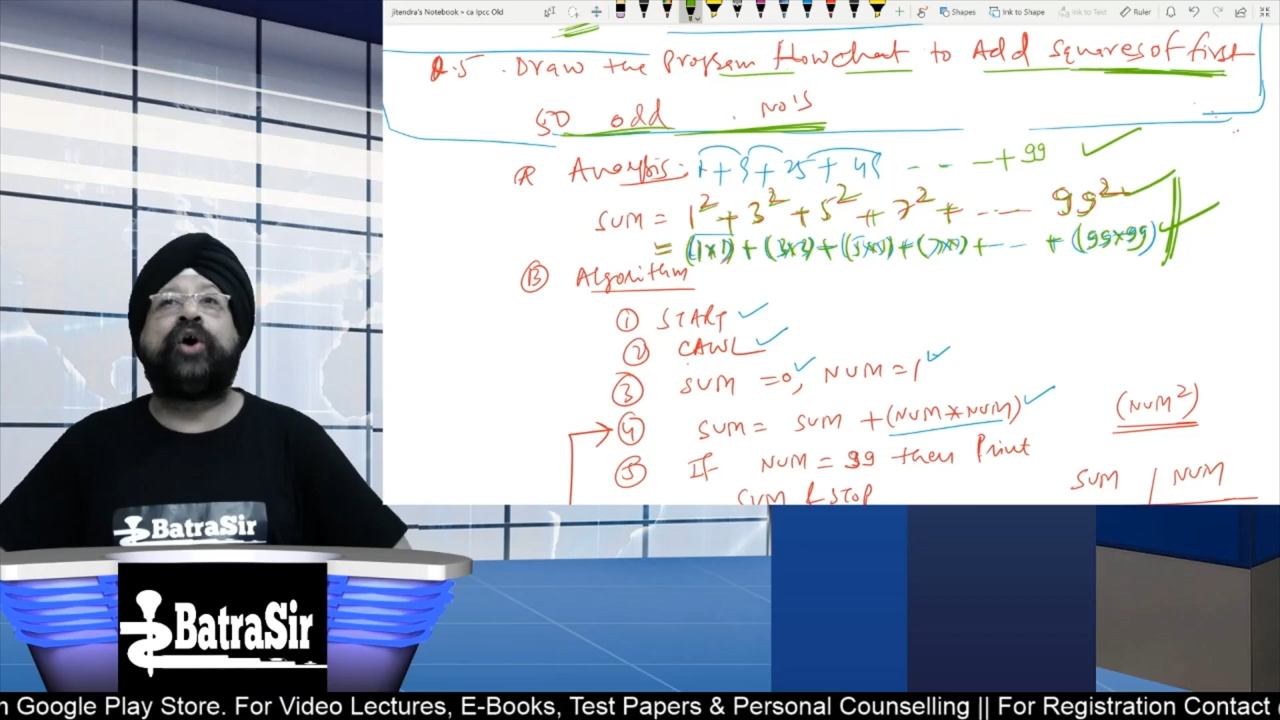 jitendra's Notebook > ca Ipcc Old
Shapes Ink to Shape Ink to Text Ruler
Q.5. Draw the Program flowchart to Add squares of first
50 odd No's
A Analysis: 1+9+25+49 - - - +99
SUM = 1² + 3² + 5² + 7² + ---- 99²
= (1×1) + (3×3) + (5×5) + (7×7) + -- -- + (99×99)
B Algorithm
① START
② CAWL
③ SUM =0, NUM=1
④ SUM = SUM +(NUM*NUM) (NUM²)
⑤ If NUM = 99 then Print
SUM & STOP
SUM | NUM
BatraSir
BatraSir
n Google Play Store. For Video Lectures, E-Books, Test Papers & Personal Counselling || For Registration Contact